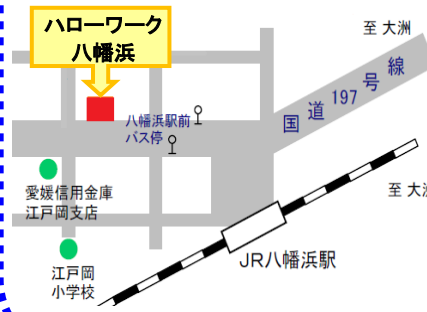 ハローワーク
八幡浜
至 大洲
国道197号線
八幡浜駅前
バス停
愛媛信用金庫
江戸岡支店
至 大洲
JR八幡浜駅
江戸岡
小学校